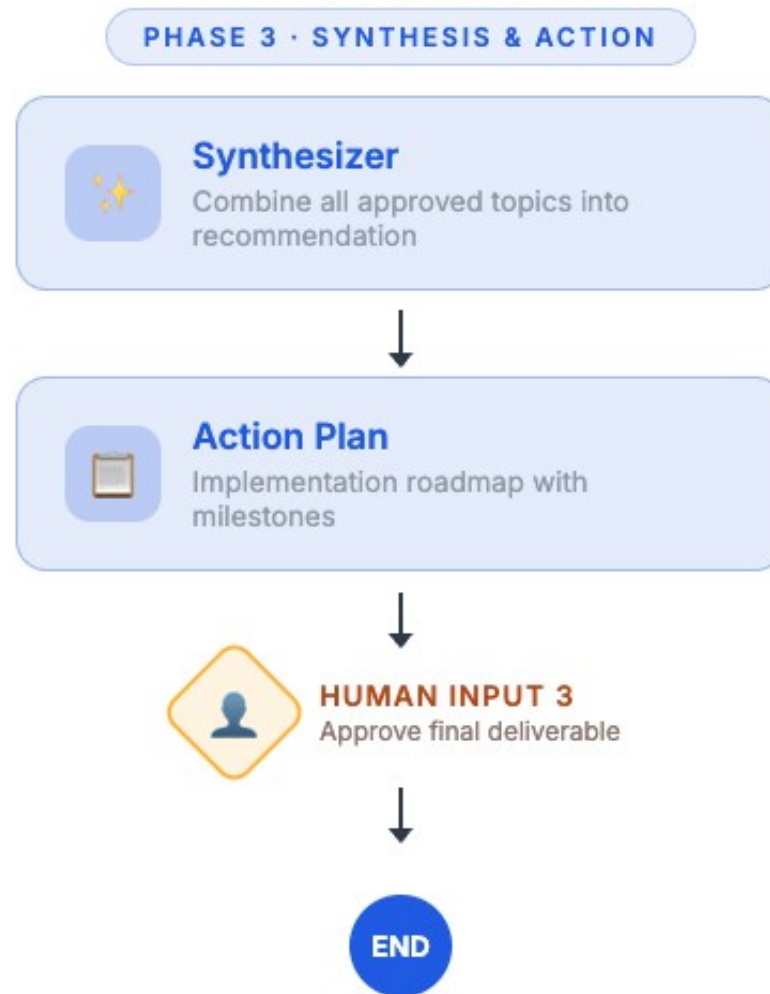 PHASE 3 · SYNTHESIS & ACTION
Synthesizer
Combine all approved topics into
recommendation
Action Plan
Implementation roadmap with
milestones
HUMAN INPUT 3
Approve final deliverable
END